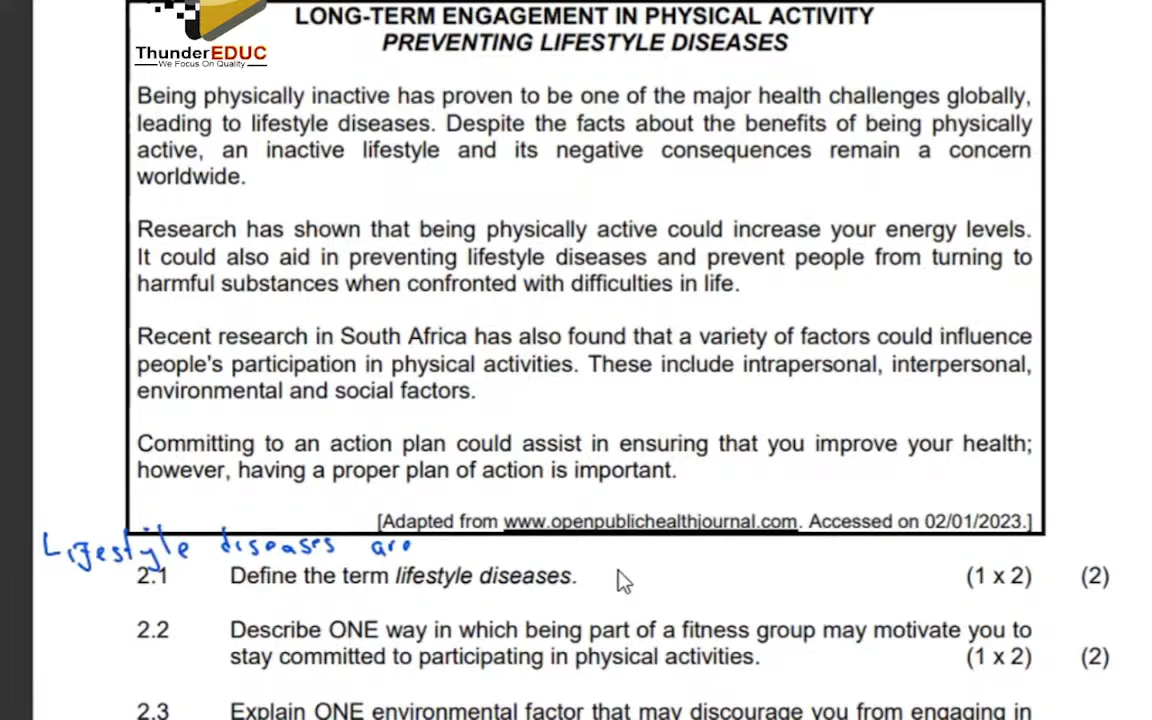 LONG-TERM ENGAGEMENT IN PHYSICAL ACTIVITY
PREVENTING LIFESTYLE DISEASES
ThunderEDUC
We Focus On Quality
Being physically inactive has proven to be one of the major health challenges globally,
leading to lifestyle diseases. Despite the facts about the benefits of being physically
active, an inactive lifestyle and its negative consequences remain a concern
worldwide.
Research has shown that being physically active could increase your energy levels.
It could also aid in preventing lifestyle diseases and prevent people from turning to
harmful substances when confronted with difficulties in life.
Recent research in South Africa has also found that a variety of factors could influence
people's participation in physical activities. These include intrapersonal, interpersonal,
environmental and social factors.
Committing to an action plan could assist in ensuring that you improve your health;
however, having a proper plan of action is important.
[Adapted from www.openpublichealthjournal.com. Accessed on 02/01/2023.]
Lifestyle diseases are
2.1 Define the term lifestyle diseases. (1 x 2) (2)
2.2 Describe ONE way in which being part of a fitness group may motivate you to
stay committed to participating in physical activities. (1 x 2) (2)
2.3 Explain ONE environmental factor that may discourage you from engaging in